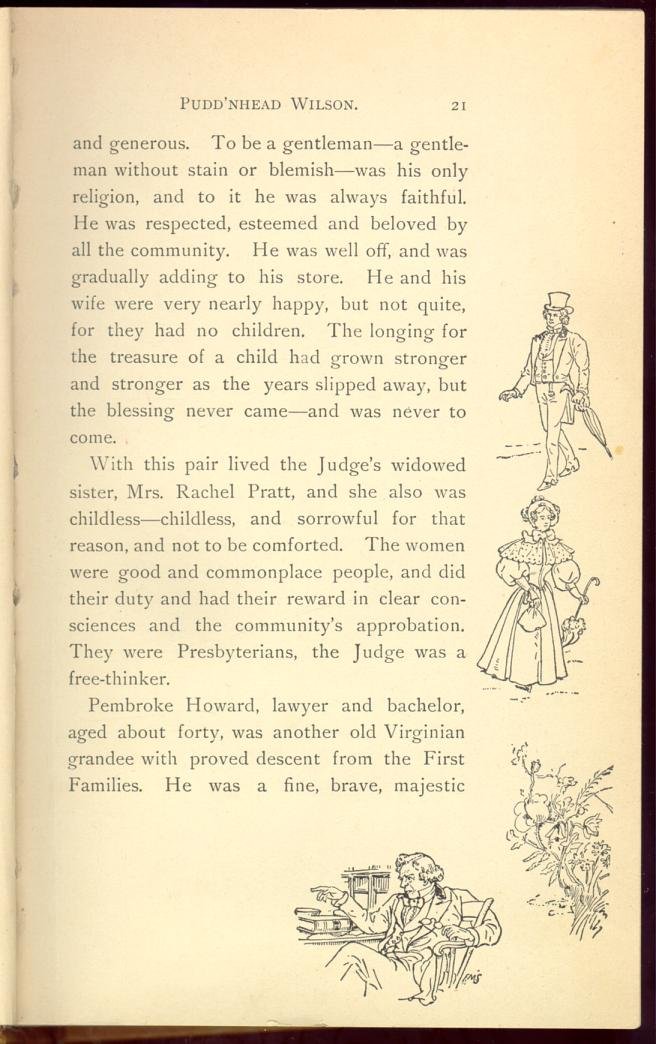 PUDD'NHEAD WILSON. 21
and generous. To be a gentleman—a gentle-
man without stain or blemish—was his only
religion, and to it he was always faithful.
He was respected, esteemed and beloved by
all the community. He was well off, and was
gradually adding to his store. He and his
wife were very nearly happy, but not quite,
for they had no children. The longing for
the treasure of a child had grown stronger
and stronger as the years slipped away, but
the blessing never came—and was never to
come.
With this pair lived the Judge's widowed
sister, Mrs. Rachel Pratt, and she also was
childless—childless, and sorrowful for that
reason, and not to be comforted. The women
were good and commonplace people, and did
their duty and had their reward in clear con-
sciences and the community's approbation.
They were Presbyterians, the Judge was a
free-thinker.
Pembroke Howard, lawyer and bachelor,
aged about forty, was another old Virginian
grandee with proved descent from the First
Families. He was a fine, brave, majestic